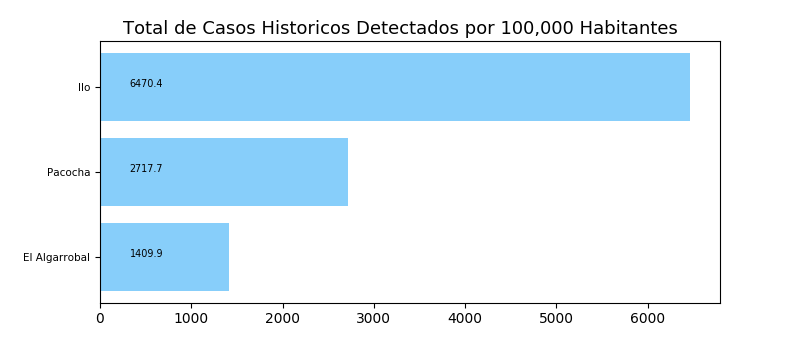 Total de Casos Historicos Detectados por 100,000 Habitantes
Ilo
6470.4
Pacocha
2717.7
El Algarrobal
1409.9
0 1000 2000 3000 4000 5000 6000